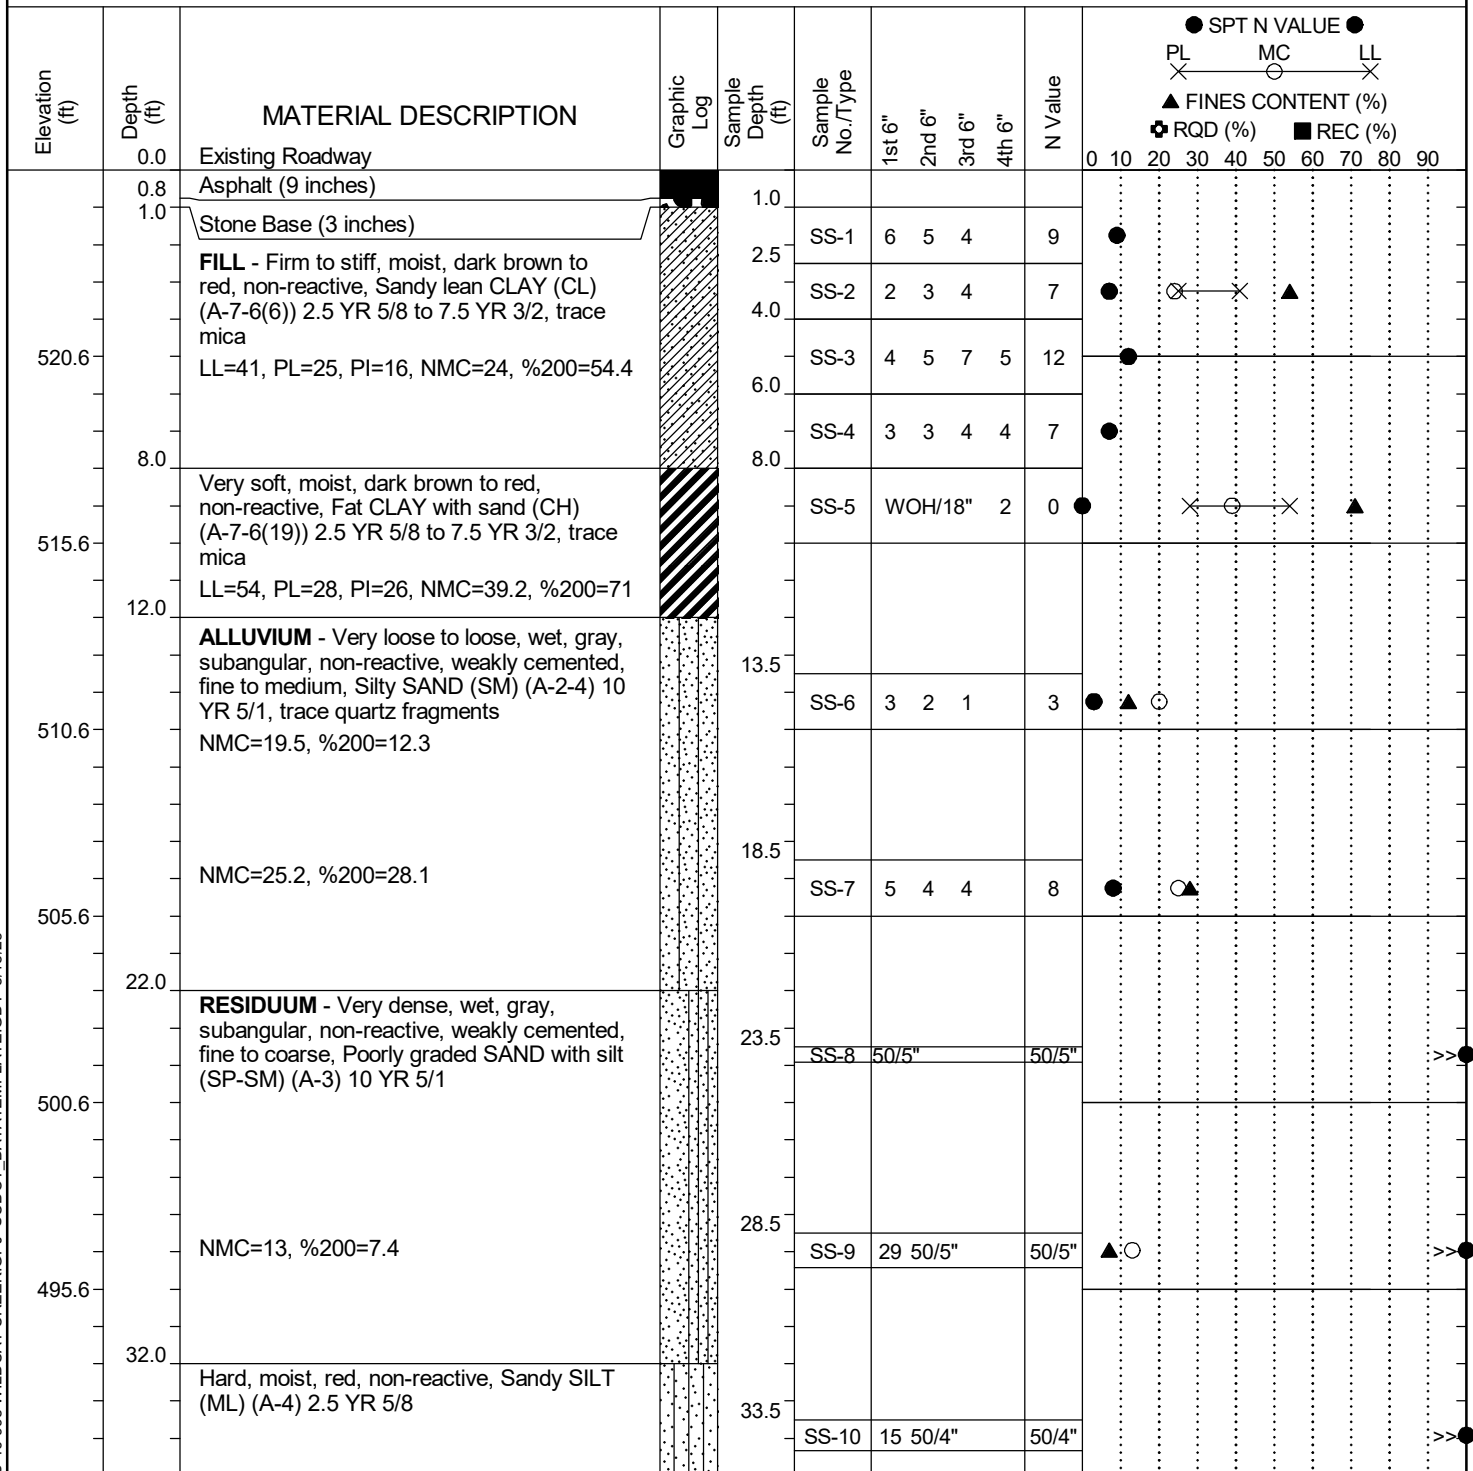 ● SPT N VALUE ●
PL MC LL
▲ FINES CONTENT (%)
RQD (%) ■ REC (%)
Elevation (ft)
Depth (ft)
MATERIAL DESCRIPTION
Graphic Log
Sample Depth (ft)
Sample No./Type
1st 6"
2nd 6"
3rd 6"
4th 6"
N Value
0 10 20 30 40 50 60 70 80 90
0.0 Existing Roadway
0.8 Asphalt (9 inches)
1.0 1.0
Stone Base (3 inches)
SS-1 6 5 4 9
2.5
FILL - Firm to stiff, moist, dark brown to
red, non-reactive, Sandy lean CLAY (CL)
(A-7-6(6)) 2.5 YR 5/8 to 7.5 YR 3/2, trace
mica
SS-2 2 3 4 7
4.0
520.6
LL=41, PL=25, PI=16, NMC=24, %200=54.4
SS-3 4 5 7 5 12
6.0
SS-4 3 3 4 4 7
8.0 8.0
Very soft, moist, dark brown to red,
non-reactive, Fat CLAY with sand (CH)
(A-7-6(19)) 2.5 YR 5/8 to 7.5 YR 3/2, trace
mica
SS-5 WOH/18" 2 0
515.6
LL=54, PL=28, PI=26, NMC=39.2, %200=71
12.0
ALLUVIUM - Very loose to loose, wet, gray,
subangular, non-reactive, weakly cemented,
fine to medium, Silty SAND (SM) (A-2-4) 10
YR 5/1, trace quartz fragments
13.5
SS-6 3 2 1 3
510.6
NMC=19.5, %200=12.3
18.5
NMC=25.2, %200=28.1
SS-7 5 4 4 8
505.6
22.0
RESIDUUM - Very dense, wet, gray,
subangular, non-reactive, weakly cemented,
fine to coarse, Poorly graded SAND with silt
(SP-SM) (A-3) 10 YR 5/1
23.5
SS-8 50/5" 50/5" >>
500.6
28.5
NMC=13, %200=7.4
SS-9 29 50/5" 50/5" >>
495.6
32.0
Hard, moist, red, non-reactive, Sandy SILT
(ML) (A-4) 2.5 YR 5/8
33.5
SS-10 15 50/4" 50/4" >>